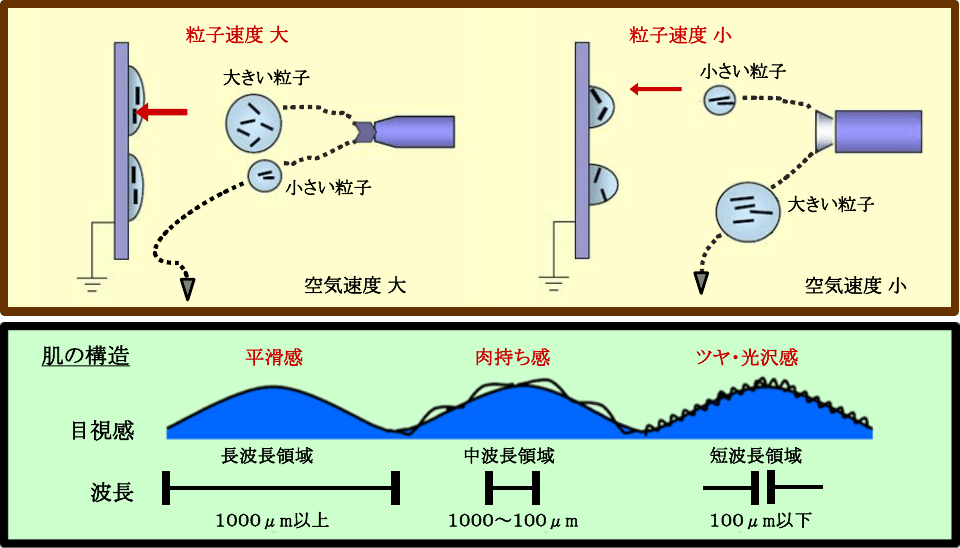 粒子速度 大
大きい粒子
小さい粒子
空気速度 大
粒子速度 小
小さい粒子
大きい粒子
空気速度 小
肌の構造
平滑感
肉持ち感
ツヤ・光沢感
目視感
長波長領域
中波長領域
短波長領域
波長
1000μm以上
1000～100μm
100μm以下